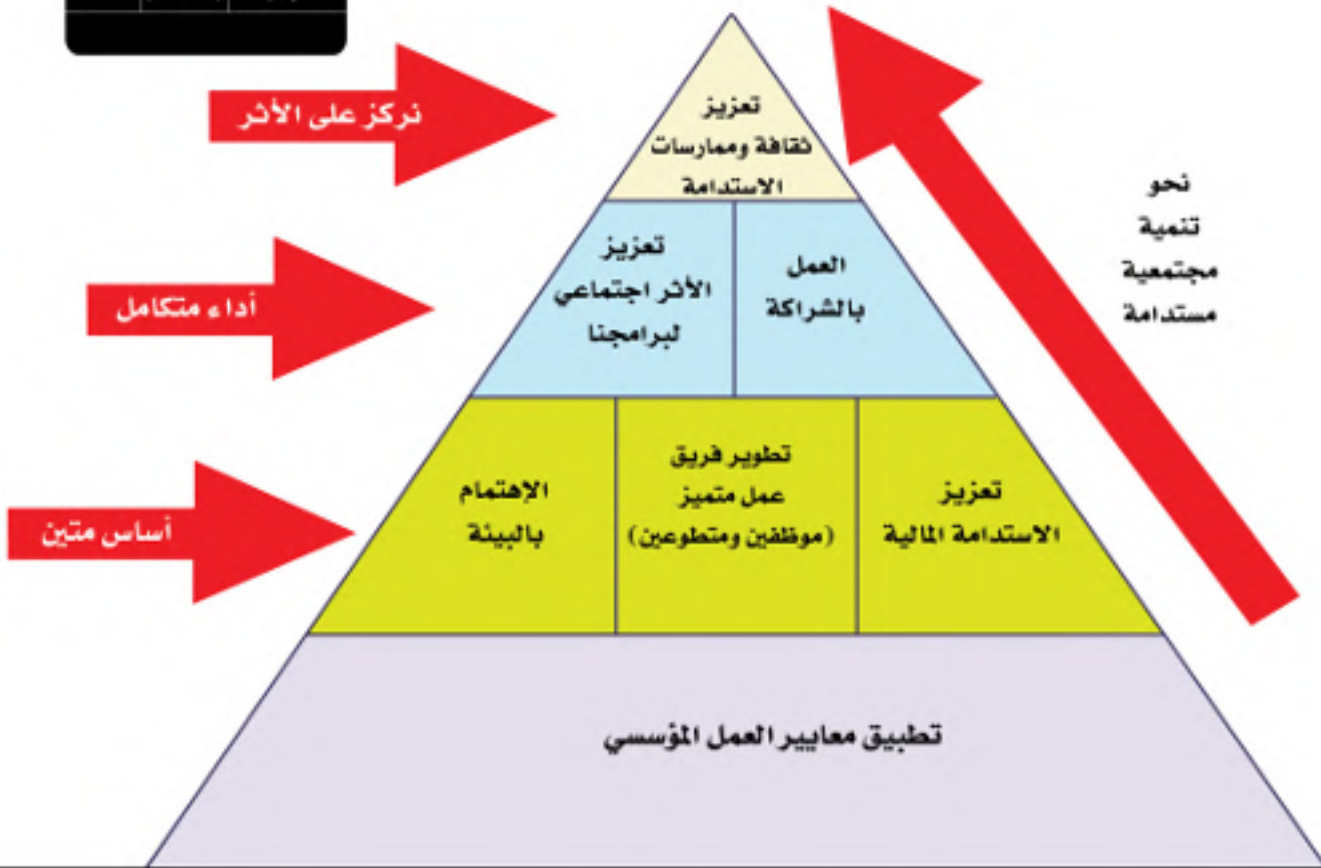 نركز على الأثر
تعزيز
ثقافة وممارسات
الاستدامة
نحو
تنمية
مجتمعية
مستدامة
أداء متكامل
العمل
بالشراكة
تعزيز
الأثر اجتماعي
لبرامجنا
أساس متين
تعزيز
الاستدامة المالية
تطوير فريق
عمل متميز
(موظفين ومتطوعين)
الإهتمام
بالبيئة
تطبيق معايير العمل المؤسسي